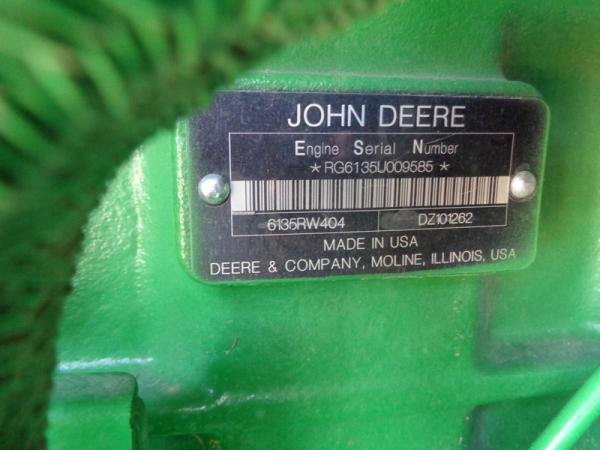 JOHN DEERE
Engine Serial Number
*RG6135U009585*
6135RW404 DZ101262
MADE IN USA
DEERE & COMPANY, MOLINE, ILLINOIS, USA